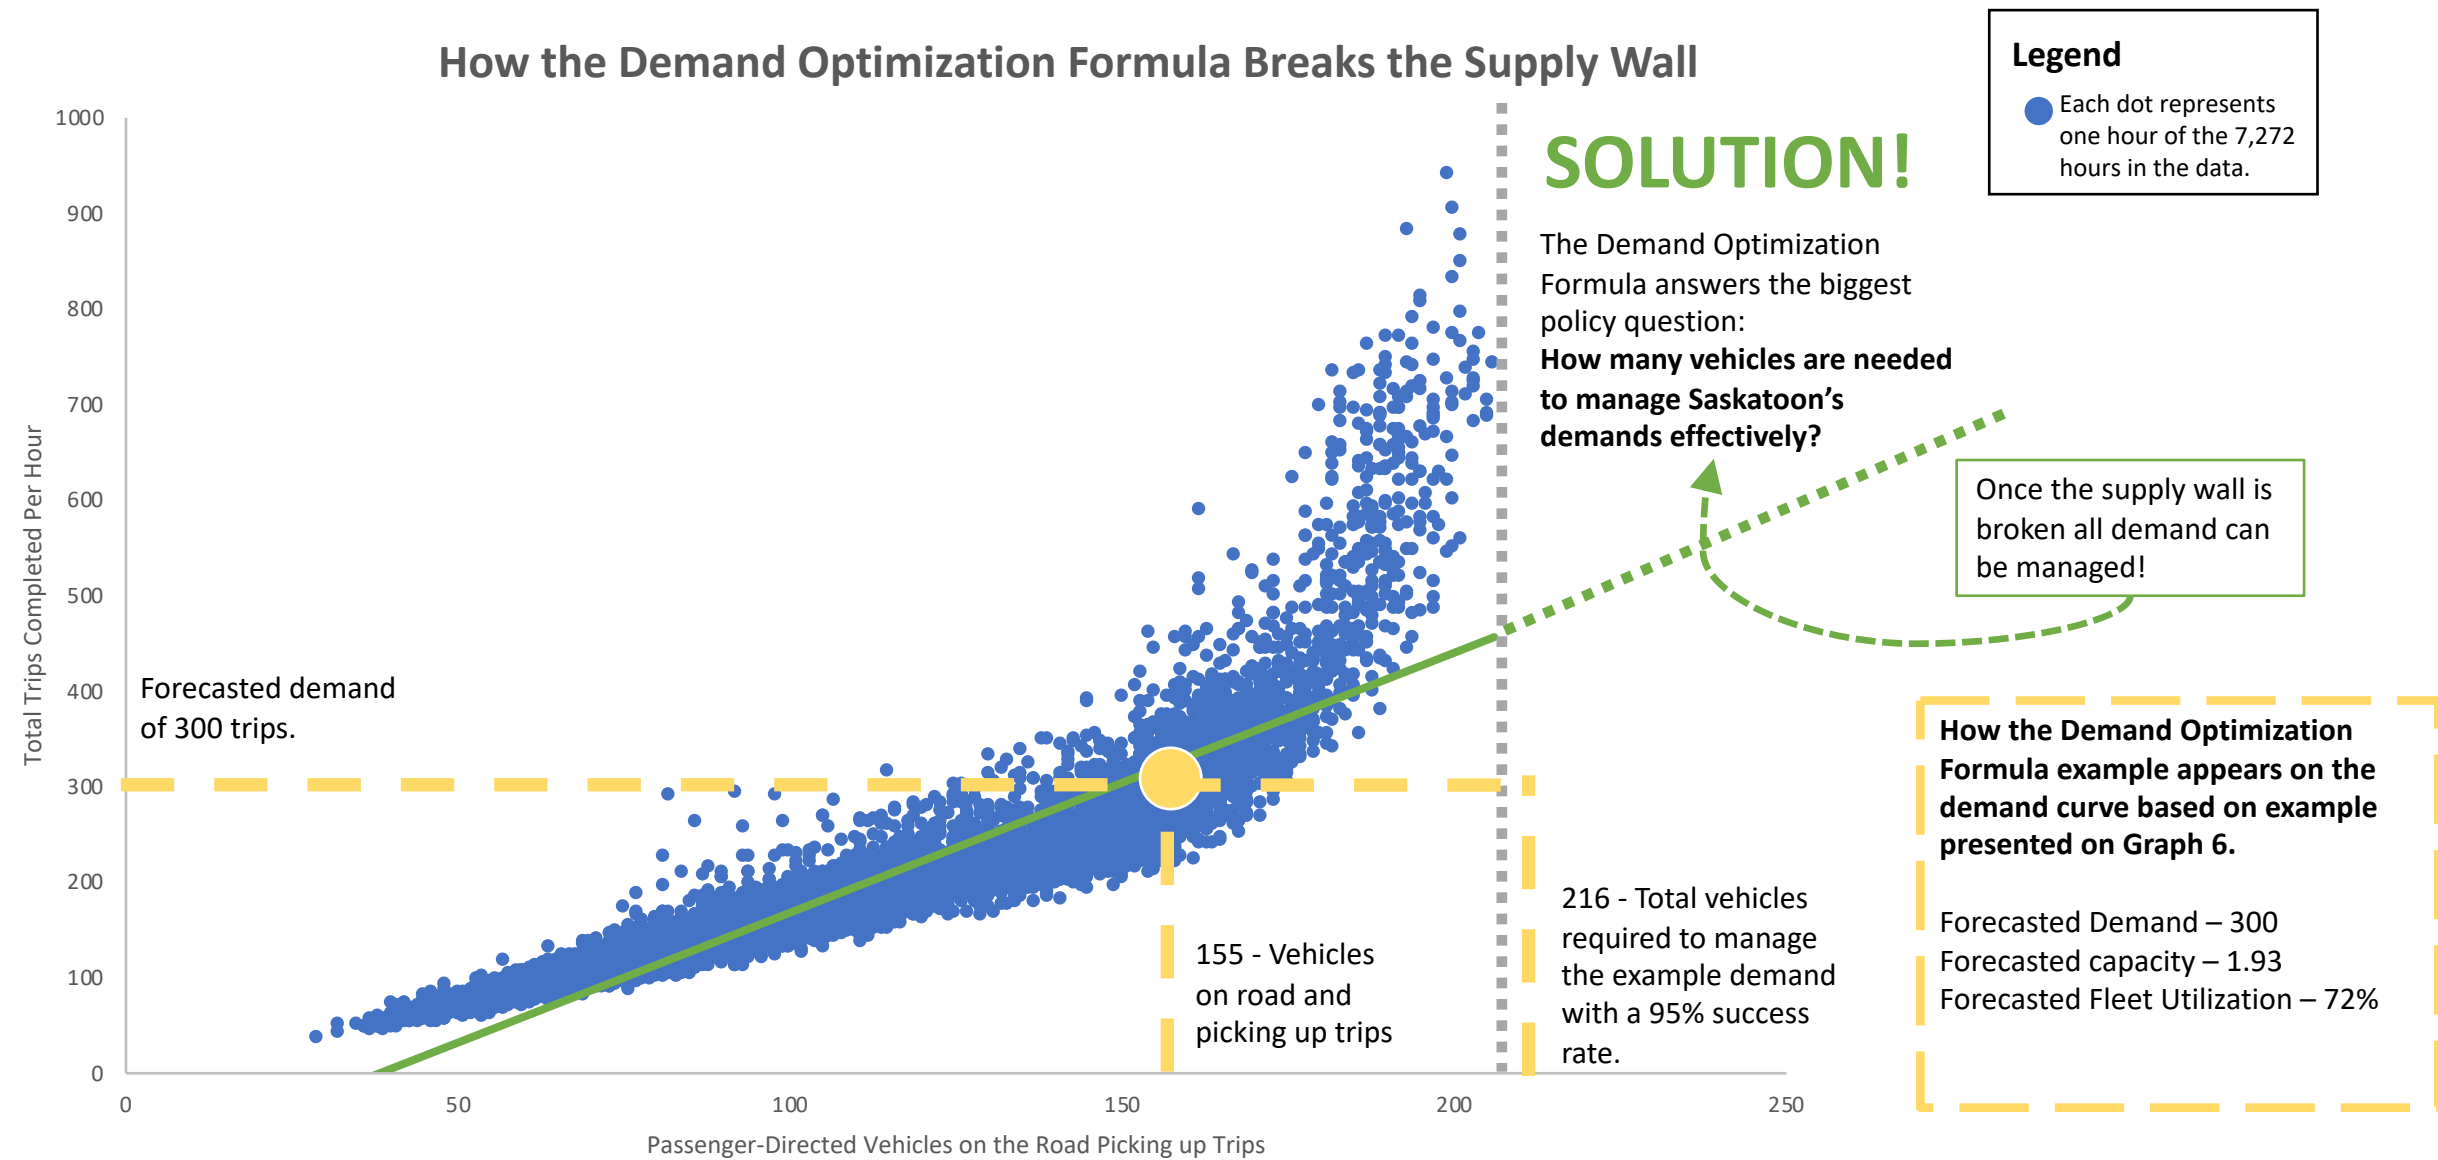 How the Demand Optimization Formula Breaks the Supply Wall
Legend
Each dot represents
one hour of the 7,272
hours in the data.
SOLUTION!
The Demand Optimization
Formula answers the biggest
policy question:
How many vehicles are needed
to manage Saskatoon’s
demands effectively?
Once the supply wall is
broken all demand can
be managed!
Total Trips Completed Per Hour
1000
900
800
700
600
500
400
300
200
100
0
Forecasted demand
of 300 trips.
155 - Vehicles
on road and
picking up trips
216 - Total vehicles
required to manage
the example demand
with a 95% success
rate.
How the Demand Optimization
Formula example appears on the
demand curve based on example
presented on Graph 6.
Forecasted Demand – 300
Forecasted capacity – 1.93
Forecasted Fleet Utilization – 72%
0
50
100
150
200
250
Passenger-Directed Vehicles on the Road Picking up Trips